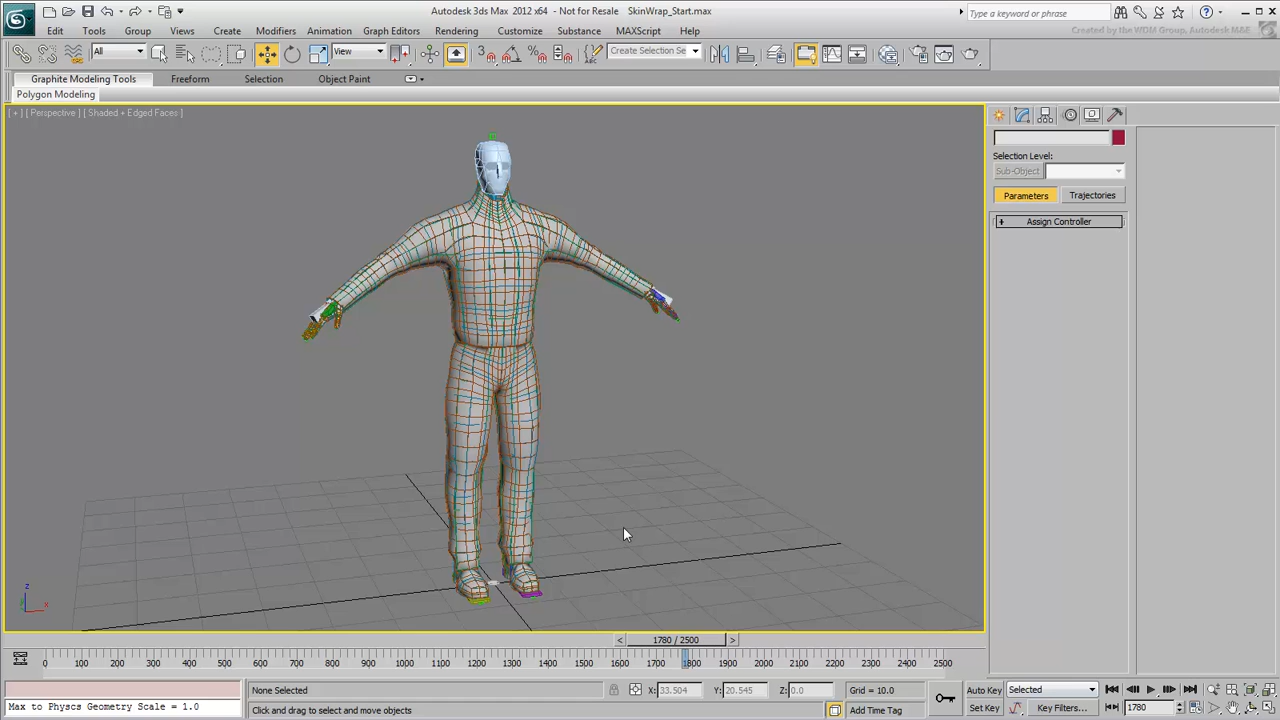 Autodesk 3ds Max 2012 x64 - Not for Resale SkinWrap_Start.max
Type a keyword or phrase
Edit Tools Group Views Create Modifiers Animation Graph Editors Rendering Customize Substance MAXScript Help
Created by the WDM Group, Autodesk M&E
All View Create Selection Se
Graphite Modeling Tools Freeform Selection Object Paint
Polygon Modeling
[ + ] [ Perspective ] [ Shaded + Edged Faces ]
Selection Level:
Sub-Object
Parameters Trajectories
+ Assign Controller
z
x
< 1780 / 2500 >
0 100 200 300 400 500 600 700 800 900 1000 1100 1200 1300 1400 1500 1600 1700 1800 1900 2000 2100 2200 2300 2400 2500
None Selected X: 33.504 Y: 20.545 Z: 0.0 Grid = 10.0 Auto Key Selected
Max to Physcs Geometry Scale = 1.0 Click and drag to select and move objects Add Time Tag Set Key Key Filters... 1780